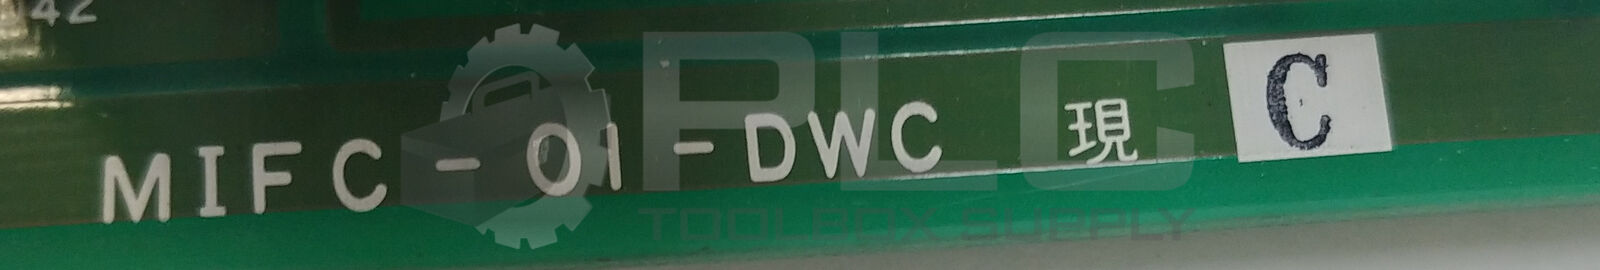 42
MIFC-01-DWC 現 C
PLC
TOOLBOX SUPPLY